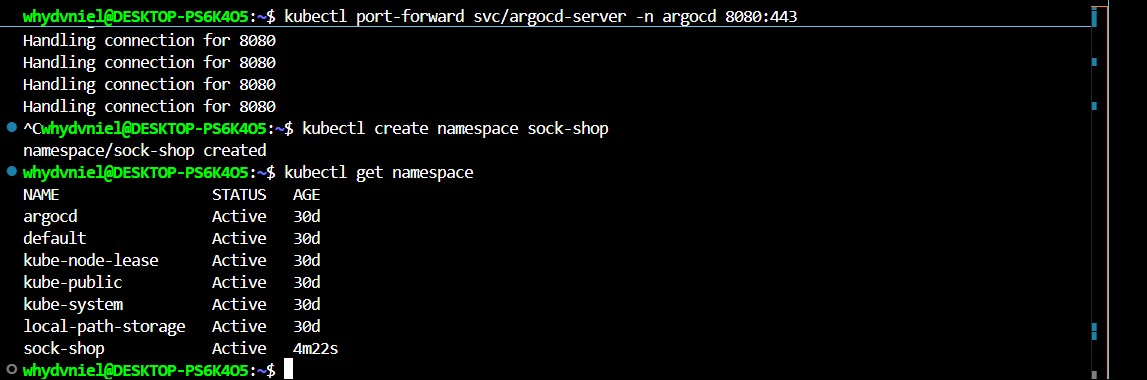 whydvniel@DESKTOP-PS6K4O5:~$ kubectl port-forward svc/argocd-server -n argocd 8080:443
Handling connection for 8080
Handling connection for 8080
Handling connection for 8080
Handling connection for 8080
^Cwhydvniel@DESKTOP-PS6K4O5:~$ kubectl create namespace sock-shop
namespace/sock-shop created
whydvniel@DESKTOP-PS6K4O5:~$ kubectl get namespace
NAME STATUS AGE
argocd Active 30d
default Active 30d
kube-node-lease Active 30d
kube-public Active 30d
kube-system Active 30d
local-path-storage Active 30d
sock-shop Active 4m22s
whydvniel@DESKTOP-PS6K4O5:~$